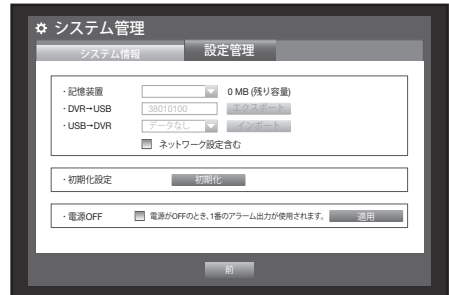 システム管理
システム情報 設定管理
・記憶装置 0 MB (残り容量)
・DVR→USB 38010100 エクスポート
・USB→DVR データなし インポート
ネットワーク設定含む
・初期化設定 初期化
・電源OFF 電源がOFFのとき、1番のアラーム出力が使用されます。 適用
前